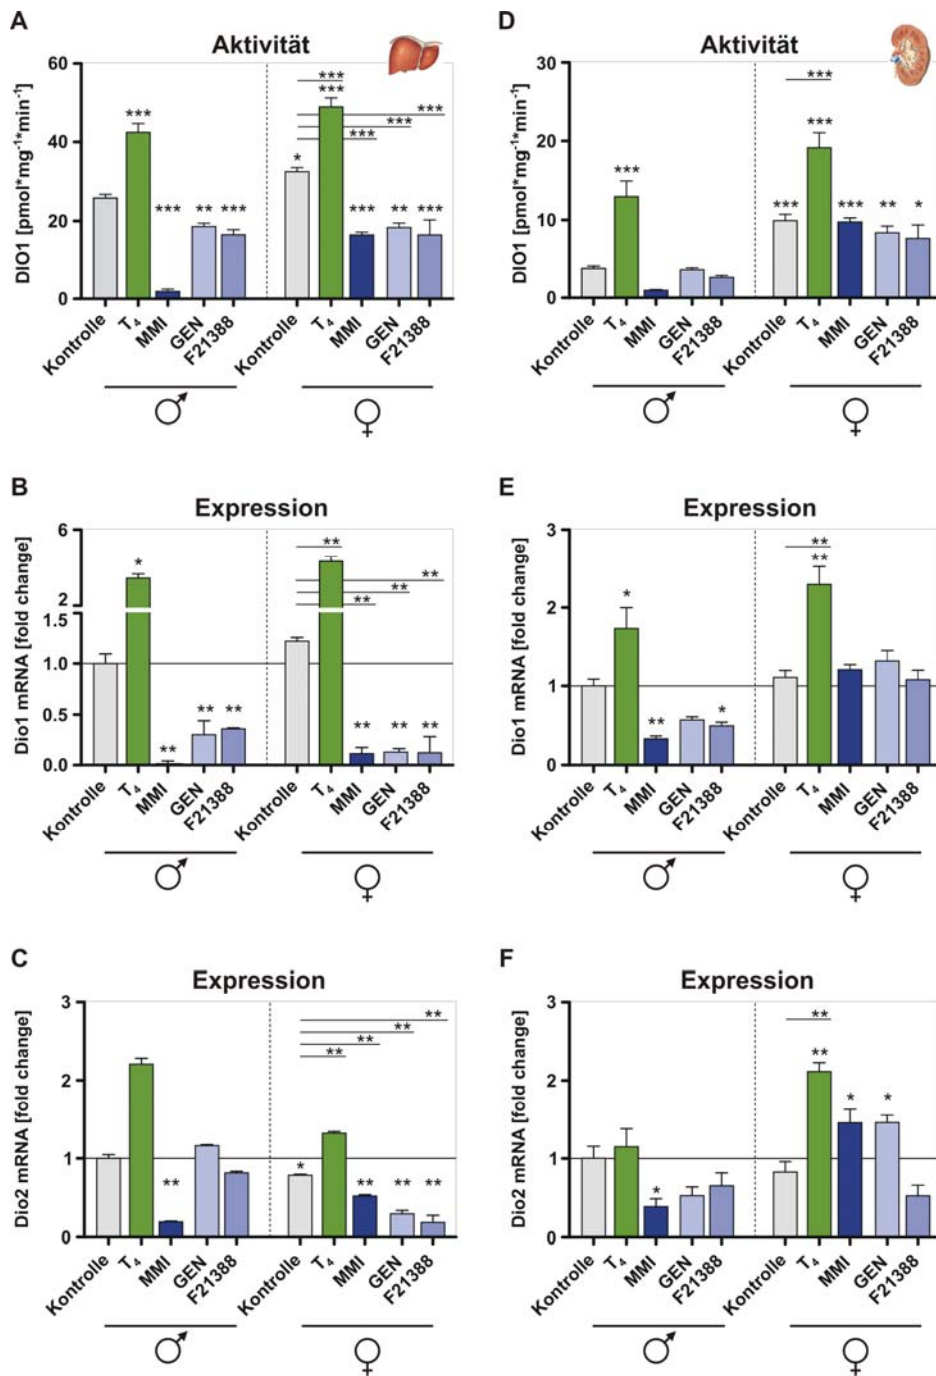 A
Aktivität
DIO1 [pmol*mg⁻¹*min⁻¹]
60
40
20
0
***
***
**
***
*
***
***
***
***
***
***
**
***
Kontrolle
T₄
MMI
GEN
F21388
Kontrolle
T₄
MMI
GEN
F21388
♂
♀
D
Aktivität
DIO1 [pmol*mg⁻¹*min⁻¹]
30
20
10
0
***
***
***
***
***
**
*
Kontrolle
T₄
MMI
GEN
F21388
Kontrolle
T₄
MMI
GEN
F21388
♂
♀
B
Expression
Dio1 mRNA [fold change]
6
2
1.5
1.0
0.5
0.0
*
**
**
**
**
**
**
**
**
**
**
Kontrolle
T₄
MMI
GEN
F21388
Kontrolle
T₄
MMI
GEN
F21388
♂
♀
E
Expression
Dio1 mRNA [fold change]
3
2
1
0
*
**
*
**
**
Kontrolle
T₄
MMI
GEN
F21388
Kontrolle
T₄
MMI
GEN
F21388
♂
♀
C
Expression
Dio2 mRNA [fold change]
3
2
1
0
**
*
**
**
**
**
**
**
**
Kontrolle
T₄
MMI
GEN
F21388
Kontrolle
T₄
MMI
GEN
F21388
♂
♀
F
Expression
Dio2 mRNA [fold change]
3
2
1
0
*
**
**
*
*
Kontrolle
T₄
MMI
GEN
F21388
Kontrolle
T₄
MMI
GEN
F21388
♂
♀